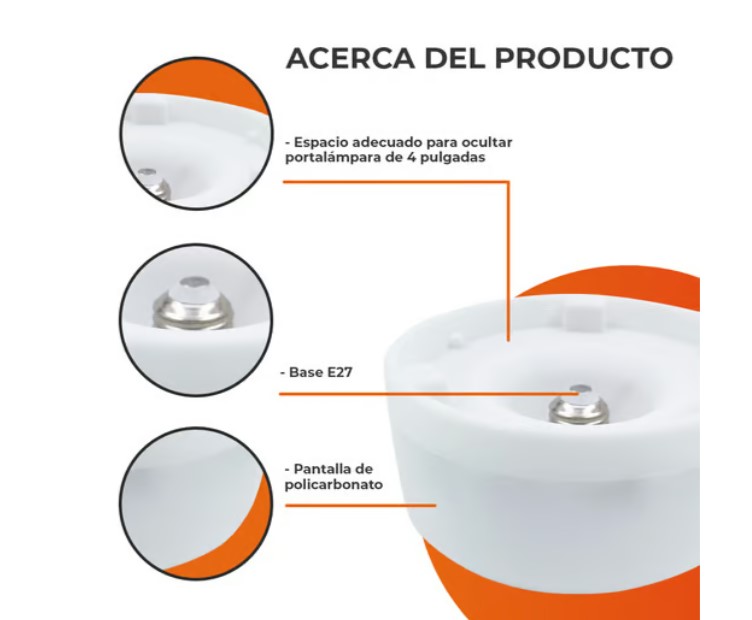 ACERCA DEL PRODUCTO
- Espacio adecuado para ocultar
portalámpara de 4 pulgadas
- Base E27
- Pantalla de
policarbonato